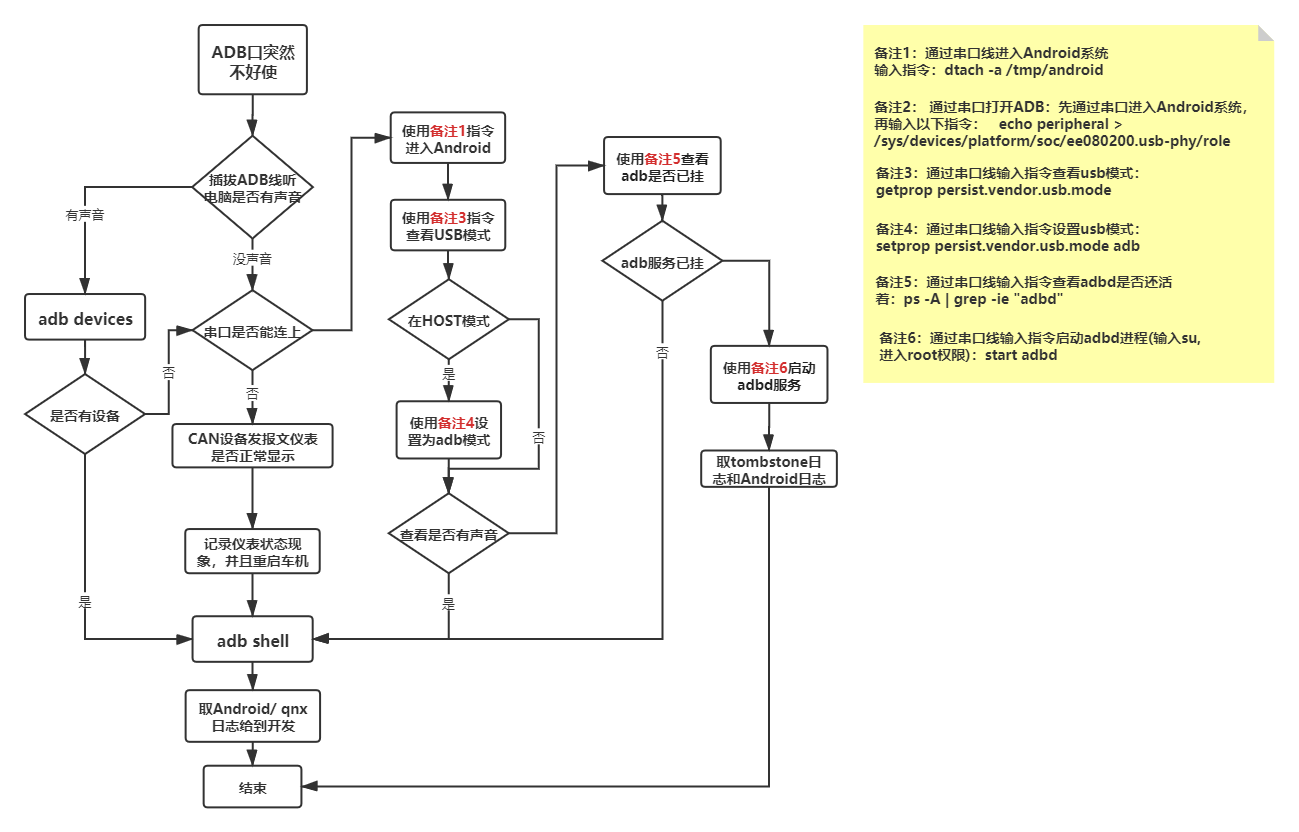 ADB口突然
不好使
插拔ADB线听
电脑是否有声音
有声音
没声音
adb devices
是否有设备
否
是
串口是否能连上
否
CAN设备发报文仪表
是否正常显示
记录仪表状态现
象，并且重启车机
adb shell
取Android/ qnx
日志给到开发
结束
使用备注1指令
进入Android
使用备注3指令
查看USB模式
在HOST模式
是
否
使用备注4设
置为adb模式
查看是否有声音
是
使用备注5查看
adb是否已挂
adb服务已挂
否
使用备注6启动
adbd服务
取tombstone日
志和Android日志
备注1：通过串口线进入Android系统
输入指令：dtach -a /tmp/android
备注2： 通过串口打开ADB：先通过串口进入Android系统，
再输入以下指令： echo peripheral >
/sys/devices/platform/soc/ee080200.usb-phy/role
备注3：通过串口线输入指令查看usb模式：
getprop persist.vendor.usb.mode
备注4：通过串口线输入指令设置usb模式：
setprop persist.vendor.usb.mode adb
备注5：通过串口线输入指令查看adbd是否还活
着：ps -A | grep -ie "adbd"
备注6：通过串口线输入指令启动adbd进程(输入su,
进入root权限)：start adbd